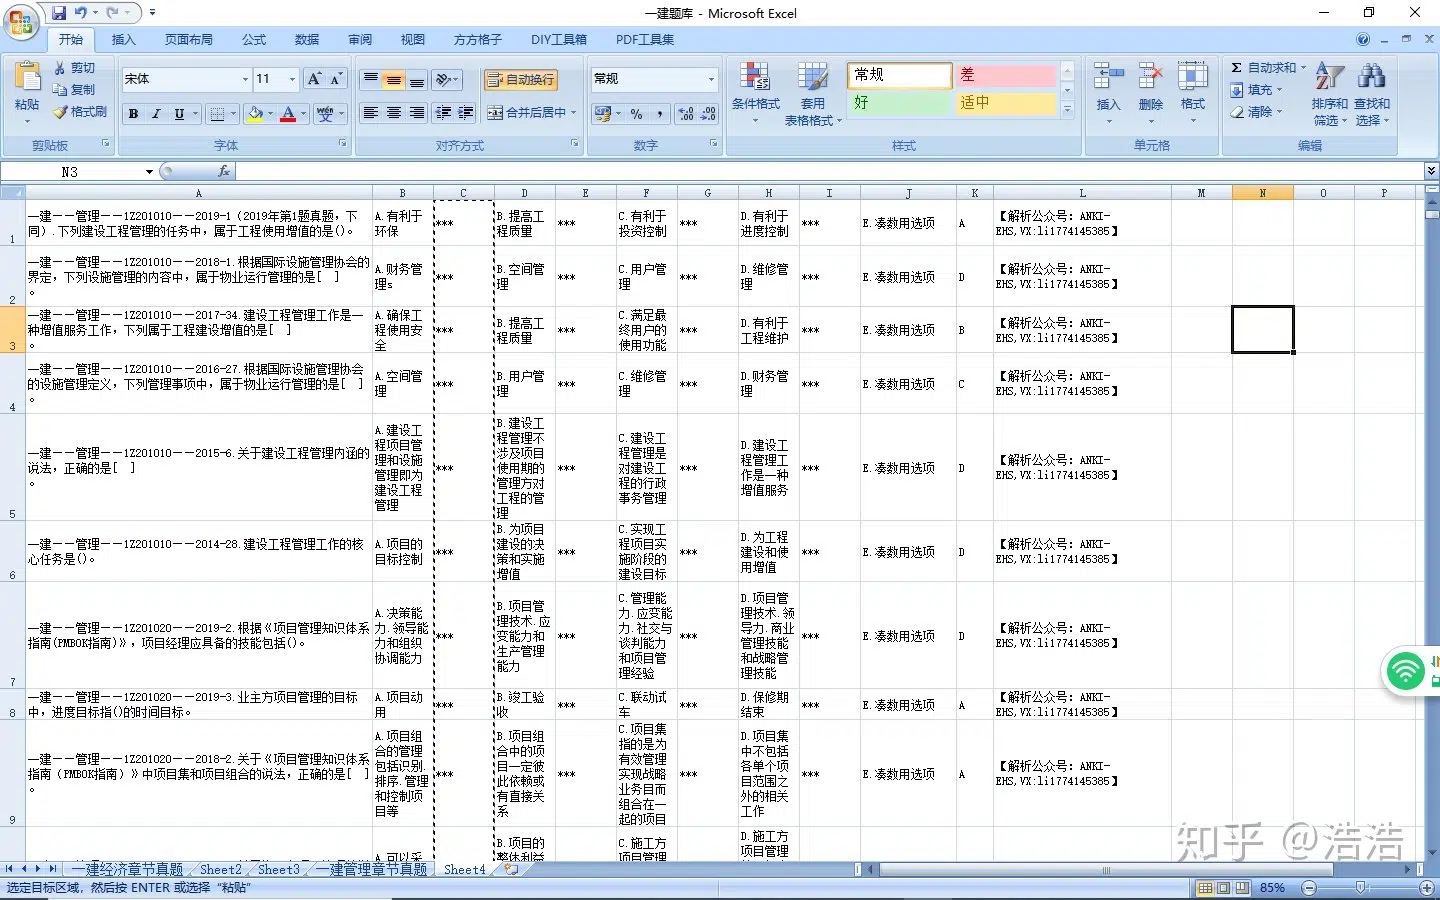 一建题库 - Microsoft Excel
开始 插入 页面布局 公式 数据 审阅 视图 方方格子 DIY工具箱 PDF工具集
粘贴 剪切 复制 格式刷 剪贴板
宋体 11 B I U 字体
自动换行 合并后居中 对齐方式
常规 % , 数字
条件格式 套用表格格式 常规 差 好 适中 样式
插入 删除 格式 单元格
Σ 自动求和 填充 清除 排序和筛选 查找和选择 编辑
N3 fx
A B C D E F G H I J K L M N O P
1
一建——管理——1Z201010——2019-1（2019年第1题真题，下
同）.下列建设工程管理的任务中，属于工程使用增值的是()。
A.有利于
环保
***
B.提高工
程质量
***
C.有利于
投资控制
***
D.有利于
进度控制
***
E.凑数用选项
A
【解析公众号：ANKI-
EHS,VX:li1774145385】
2
一建——管理——1Z201010——2018-1.根据国际设施管理协会的
界定，下列设施管理的内容中，属于物业运行管理的是[ ]
。
A.财务管
理s
***
B.空间管
理
***
C.用户管
理
***
D.维修管
理
***
E.凑数用选项
D
【解析公众号：ANKI-
EHS,VX:li1774145385】
3
一建——管理——1Z201010——2017-34.建设工程管理工作是一
种增值服务工作，下列属于工程建设增值的是[ ]
。
A.确保工
程使用安
全
***
B.提高工
程质量
***
C.满足最
终用户的
使用功能
***
D.有利于
工程维护
***
E.凑数用选项
B
【解析公众号：ANKI-
EHS,VX:li1774145385】
4
一建——管理——1Z201010——2016-27.根据国际设施管理协会
的设施管理定义，下列管理事项中，属于物业运行管理的是[ ]
。
A.空间管
理
***
B.用户管
理
***
C.维修管
理
***
D.财务管
理
***
E.凑数用选项
C
【解析公众号：ANKI-
EHS,VX:li1774145385】
5
一建——管理——1Z201010——2015-6.关于建设工程管理内涵的
说法，正确的是[ ]
。
A.建设工
程项目管
理和设施
管理即为
建设工程
管理
***
B.建设工
程管理不
涉及项目
使用期的
管理方对
工程的管
理
***
C.建设工
程管理是
对建设工
程的行政
事务管理
***
D.建设工
程管理工
作是一种
增值服务
***
E.凑数用选项
D
【解析公众号：ANKI-
EHS,VX:li1774145385】
6
一建——管理——1Z201010——2014-28.建设工程管理工作的核
心任务是()。
A.项目的
目标控制
***
B.为项目
建设的决
策和实施
增值
***
C.实现工
程项目实
施阶段的
建设目标
***
D.为工程
建设和使
用增值
***
E.凑数用选项
D
【解析公众号：ANKI-
EHS,VX:li1774145385】
7
一建——管理——1Z201020——2019-2.根据《项目管理知识体系
指南(PMBOK指南)》，项目经理应具备的技能包括()。
A.决策能
力.领导能
力和组织
协调能力
***
B.项目管
理技术.应
变能力和
生产管理
能力
***
C.管理能
力.应变能
力.社交与
谈判能力
和项目管
理经验
***
D.项目管
理技术.领
导力.商业
管理技能
和战略管
理技能
***
E.凑数用选项
D
【解析公众号：ANKI-
EHS,VX:li1774145385】
8
一建——管理——1Z201020——2019-3.业主方项目管理的目标
中，进度目标指()的时间目标。
A.项目动
用
***
B.竣工验
收
***
C.联动试
车
***
D.保修期
结束
***
E.凑数用选项
A
【解析公众号：ANKI-
EHS,VX:li1774145385】
9
一建——管理——1Z201020——2018-2.关于《项目管理知识体系
指南（PMBOK指南）》中项目集和项目组合的说法，正确的是[ ]
。
A.项目组
合的管理
包括识别.
排序.管理
和控制项
目等
***
B.项目组
合中的项
目一定彼
此依赖或
有直接关
系
***
C.项目集
指的是为
有效管理
实现战略
业务目而
组合在一
起的项目
***
D.项目集
中不包括
各单个项
目范围之
外的相关
工作
***
E.凑数用选项
A
【解析公众号：ANKI-
EHS,VX:li1774145385】
A.可以采
B.项目的
整体利益
C.施工方
项目管理
D.施工方
项目管理
知乎 @浩浩
一建经济章节真题 Sheet2 Sheet3 一建管理章节真题 Sheet4
选定目标区域，然后按 ENTER 或选择“粘贴”
85%